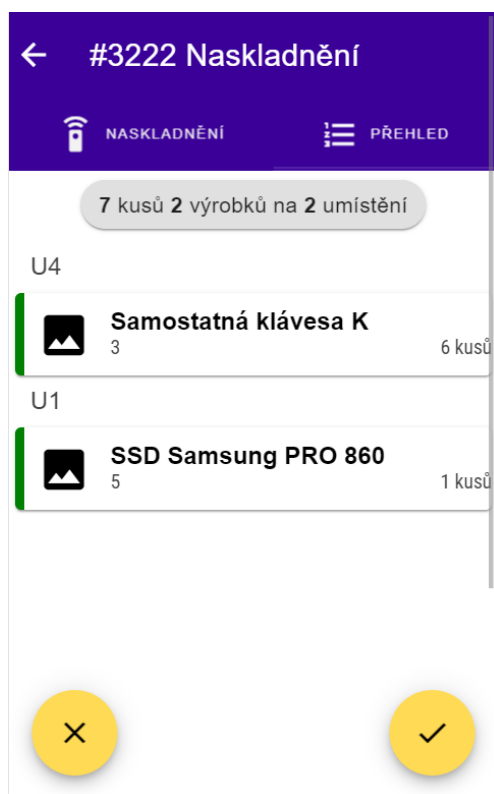 #3222 Naskladnění
NASKLADNĚNÍ
PŘEHLED
7 kusů 2 výrobků na 2 umístění
U4
Samostatná klávesa K
3
6 kusů
U1
SSD Samsung PRO 860
5
1 kusů